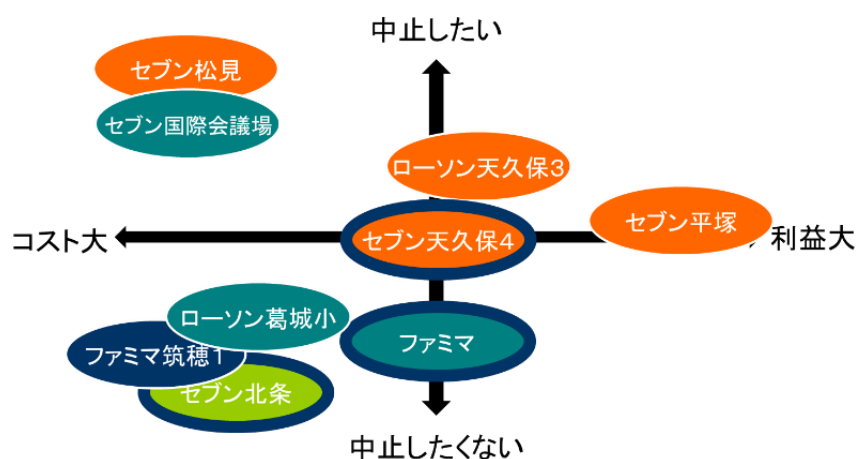 中止したい
セブン松見
セブン国際会議場
ローソン天久保3
セブン平塚
コスト大
セブン天久保4
利益大
ローソン葛城小
ファミマ
ファミマ筑穂1
セブン北条
中止したくない